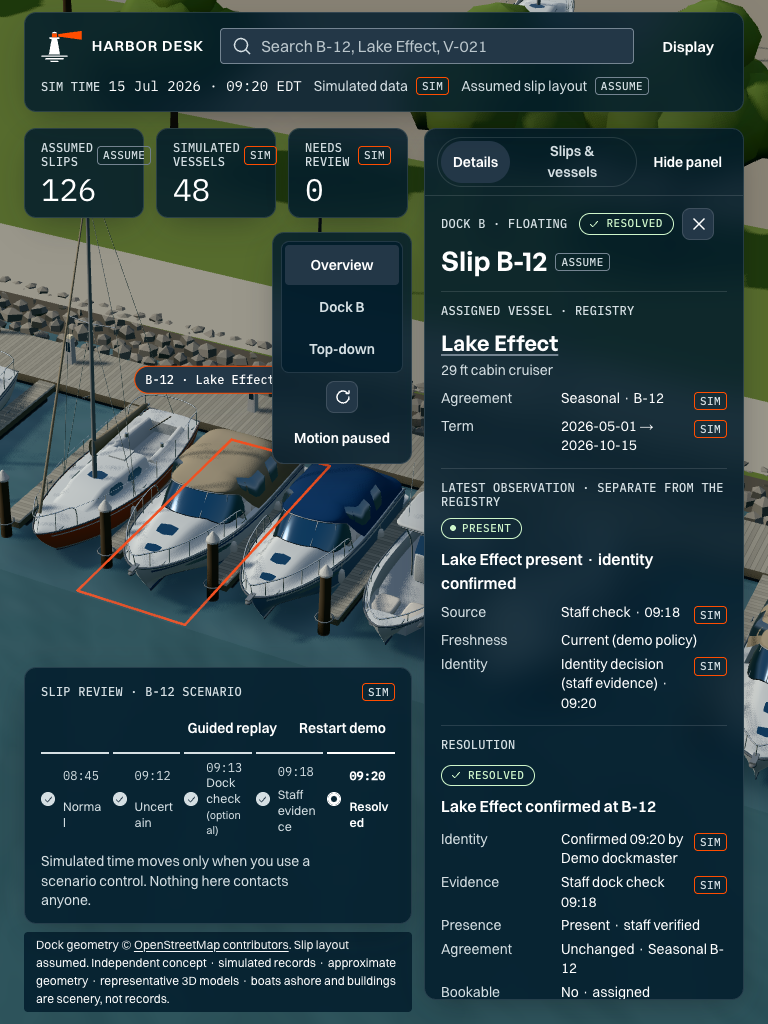 HARBOR DESK
Search B-12, Lake Effect, V-021
Display
SIM TIME 15 Jul 2026 · 09:20 EDT Simulated data SIM Assumed slip layout ASSUME
ASSUMED SLIPS ASSUME
126
SIMULATED VESSELS SIM
48
NEEDS REVIEW SIM
0
Overview
Dock B
Top-down
Motion paused
B-12 · Lake Effect
Details
Slips &
vessels
Hide panel
DOCK B · FLOATING
RESOLVED
Slip B-12 ASSUME
ASSIGNED VESSEL · REGISTRY
Lake Effect
29 ft cabin cruiser
Agreement Seasonal · B-12 SIM
Term 2026-05-01 → SIM
2026-10-15
LATEST OBSERVATION · SEPARATE FROM THE
REGISTRY
PRESENT
Lake Effect present · identity
confirmed
Source Staff check · 09:18 SIM
Freshness Current (demo policy)
Identity Identity decision SIM
(staff evidence) ·
09:20
RESOLUTION
RESOLVED
Lake Effect confirmed at B-12
Identity Confirmed 09:20 by SIM
Demo dockmaster
Evidence Staff dock check SIM
09:18
Presence Present · staff verified
Agreement Unchanged · Seasonal B-
12
Bookable No · assigned
SLIP REVIEW · B-12 SCENARIO SIM
Guided replay Restart demo
08:45
Norma
l
09:12
Uncert
ain
09:13
Dock
check
(option
al)
09:18
Staff
eviden
ce
09:20
Resolv
ed
Simulated time moves only when you use a
scenario control. Nothing here contacts
anyone.
Dock geometry © OpenStreetMap contributors. Slip layout
assumed. Independent concept · simulated records · approximate
geometry · representative 3D models · boats ashore and buildings
are scenery, not records.